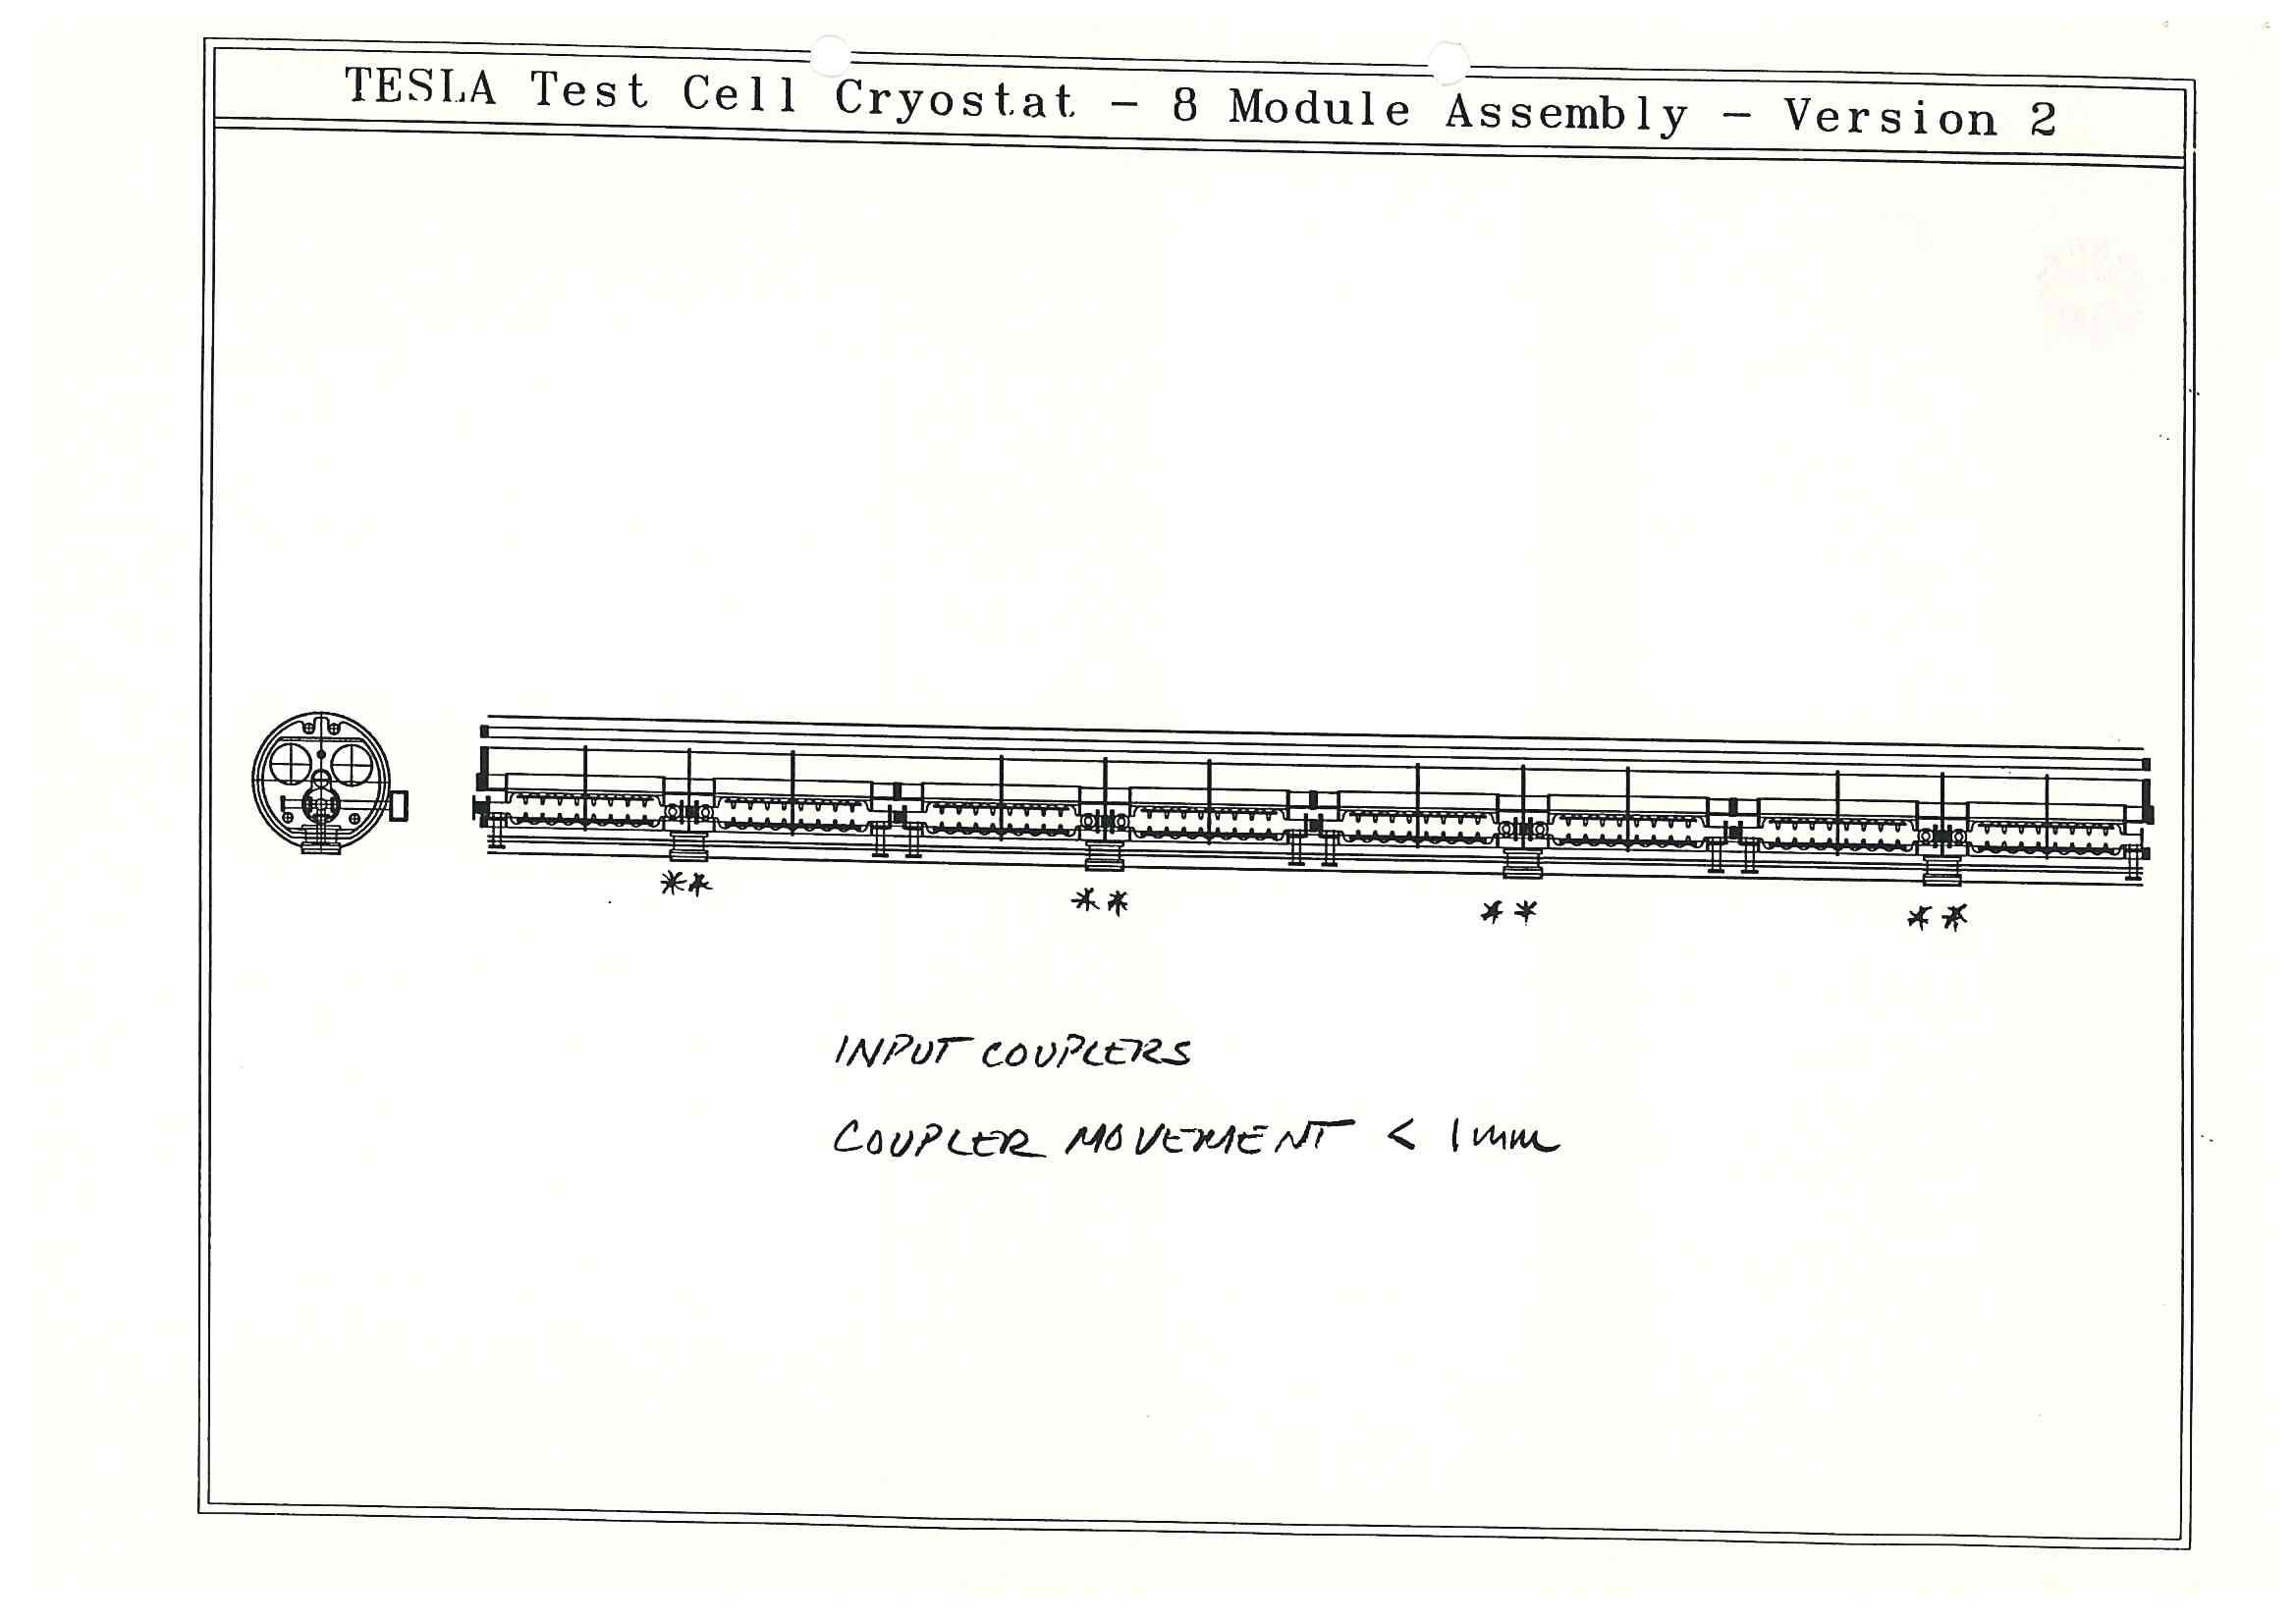 TESLA Test Cell Cryostat – 8 Module Assembly – Version 2
** ** ** **
INPUT COUPLERS
COUPLER MOVEMENT < 1mm